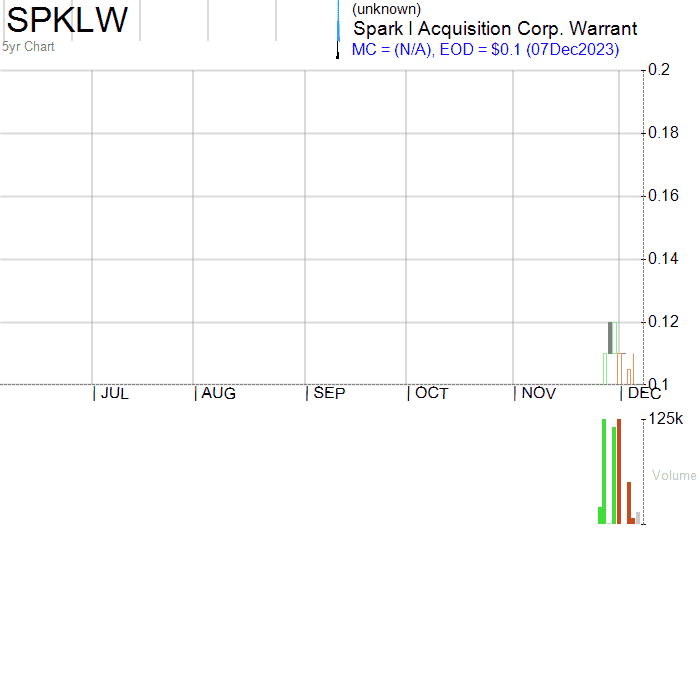 SPKLW
5yr Chart
(unknown)
Spark I Acquisition Corp. Warrant
MC = (N/A), EOD = $0.1 (07Dec2023)
0.2
0.18
0.16
0.14
0.12
0.1
JUL AUG SEP OCT NOV DEC
125k
Volume